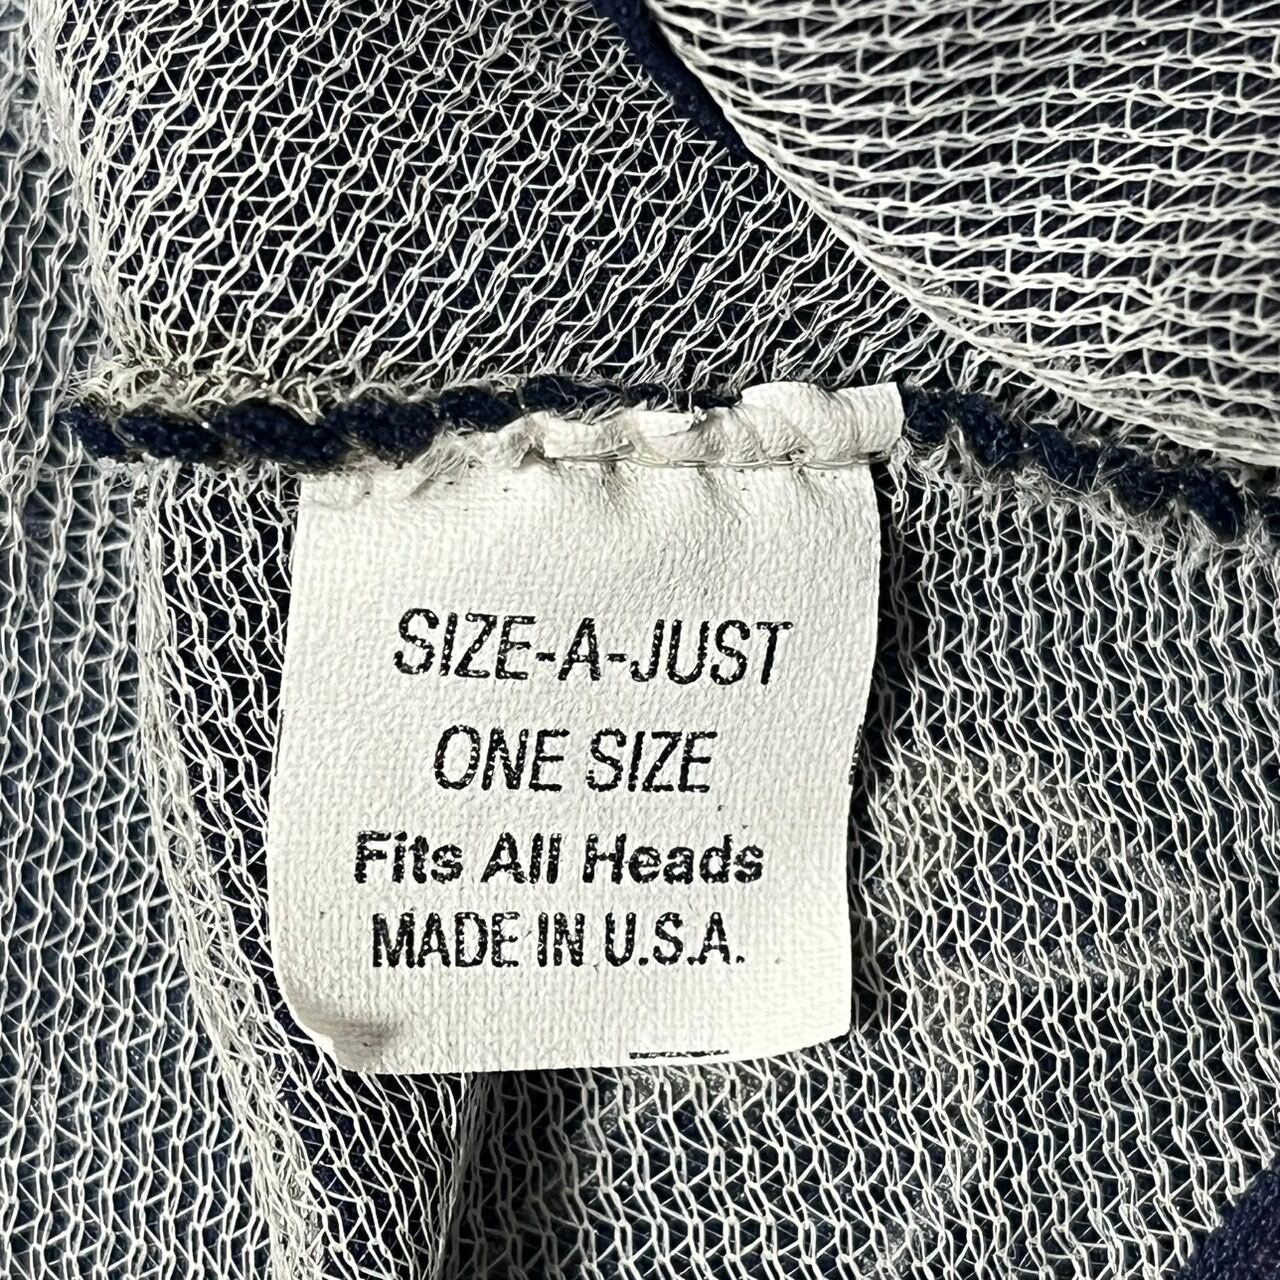 SIZE-A-JUST
ONE SIZE
Fits All Heads
MADE IN U.S.A.